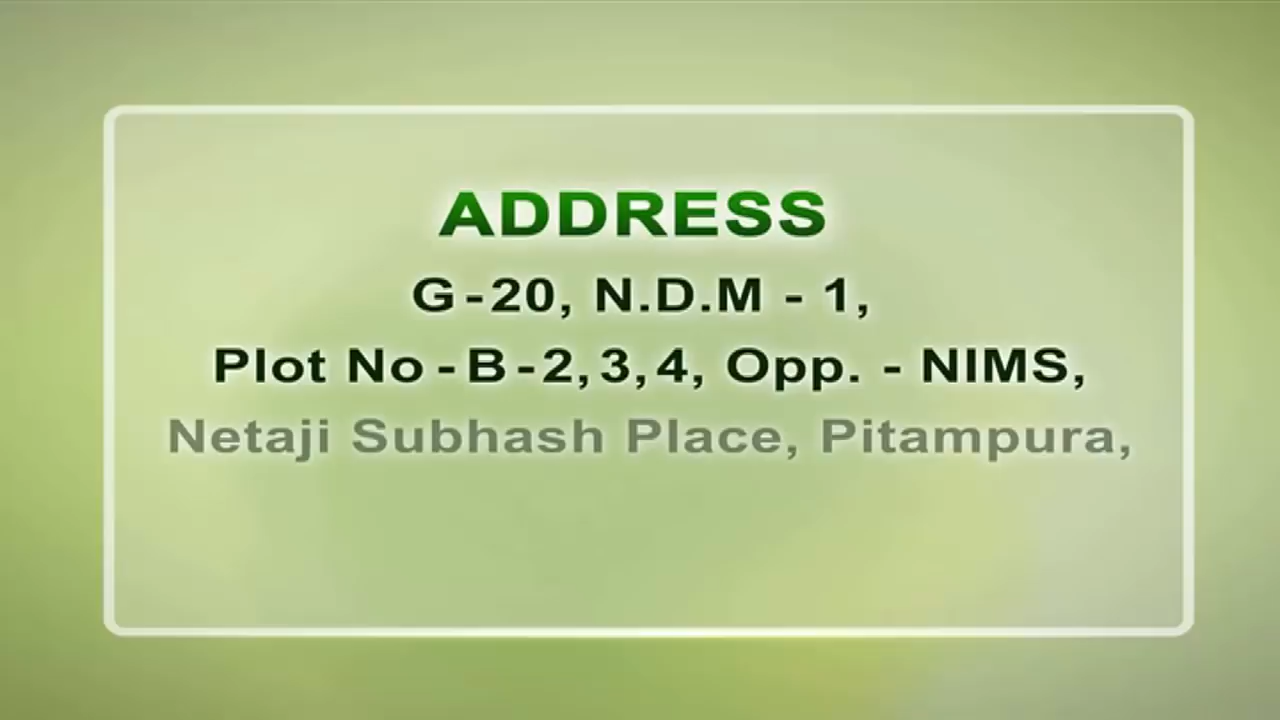 ADDRESS
G-20, N.D.M - 1,
Plot No-B-2,3,4, Opp. - NIMS,
Netaji Subhash Place, Pitampura,